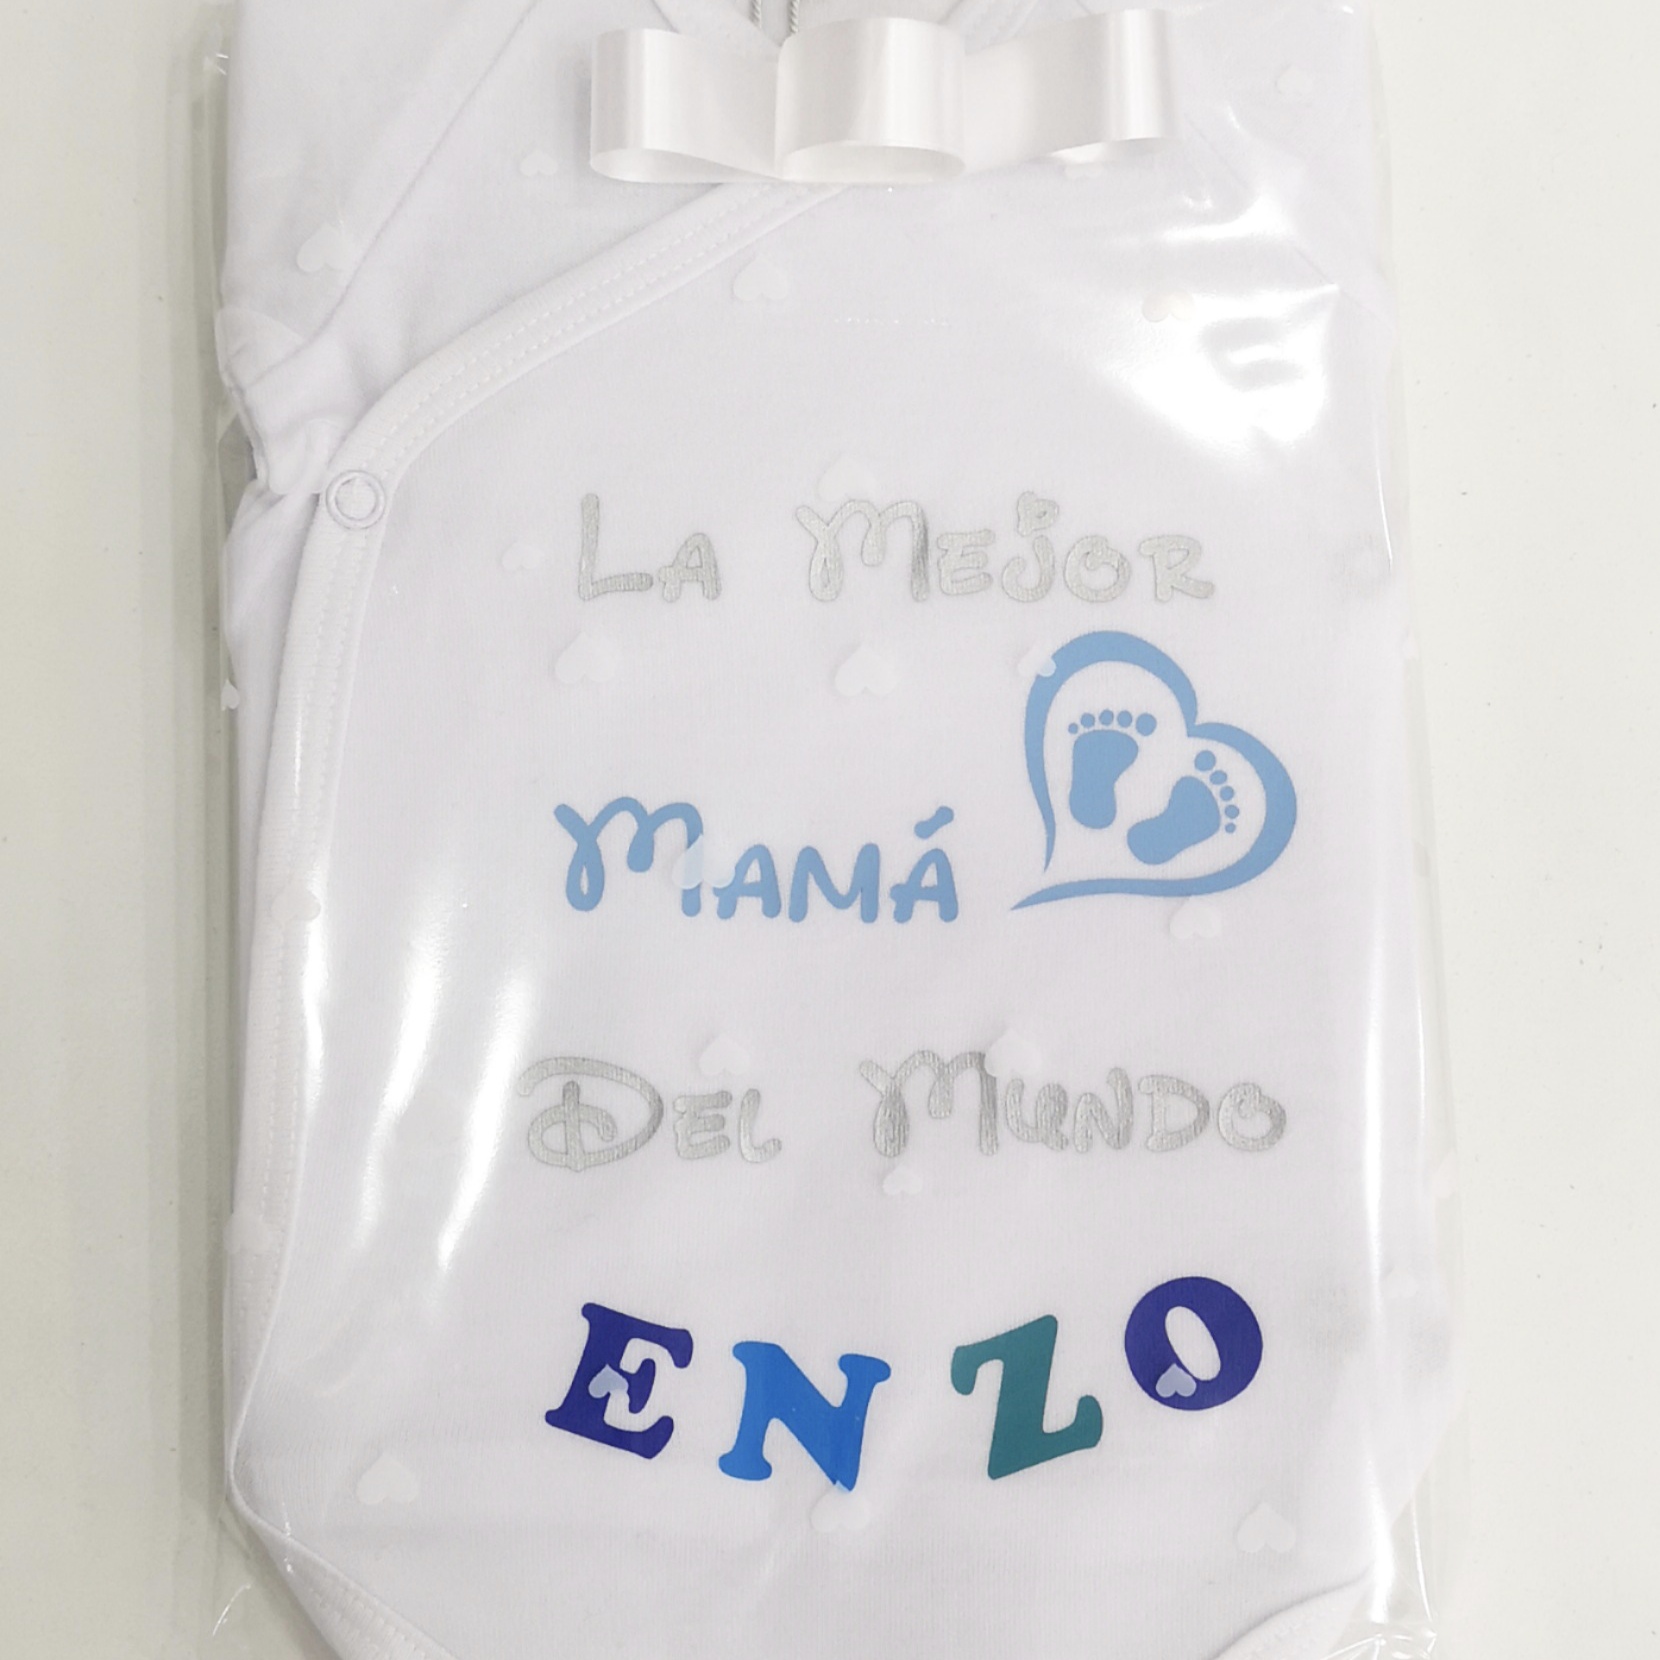 La Mejor
Mamá
Del Mundo
ENZO